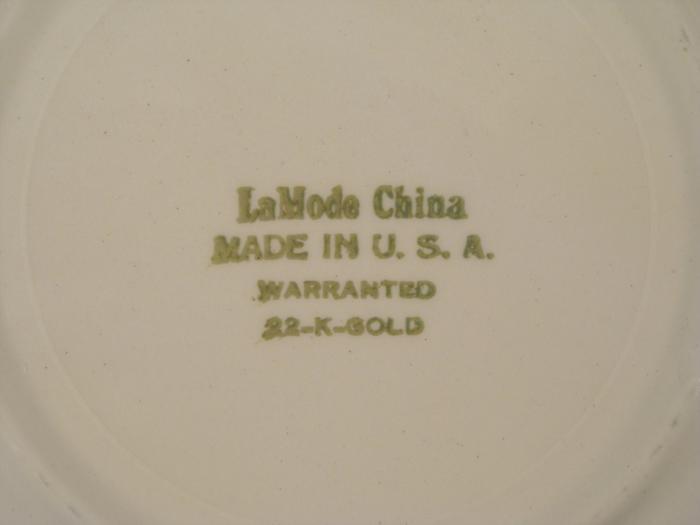 LaMode China
MADE IN U. S. A.
WARRANTED
22-K-GOLD